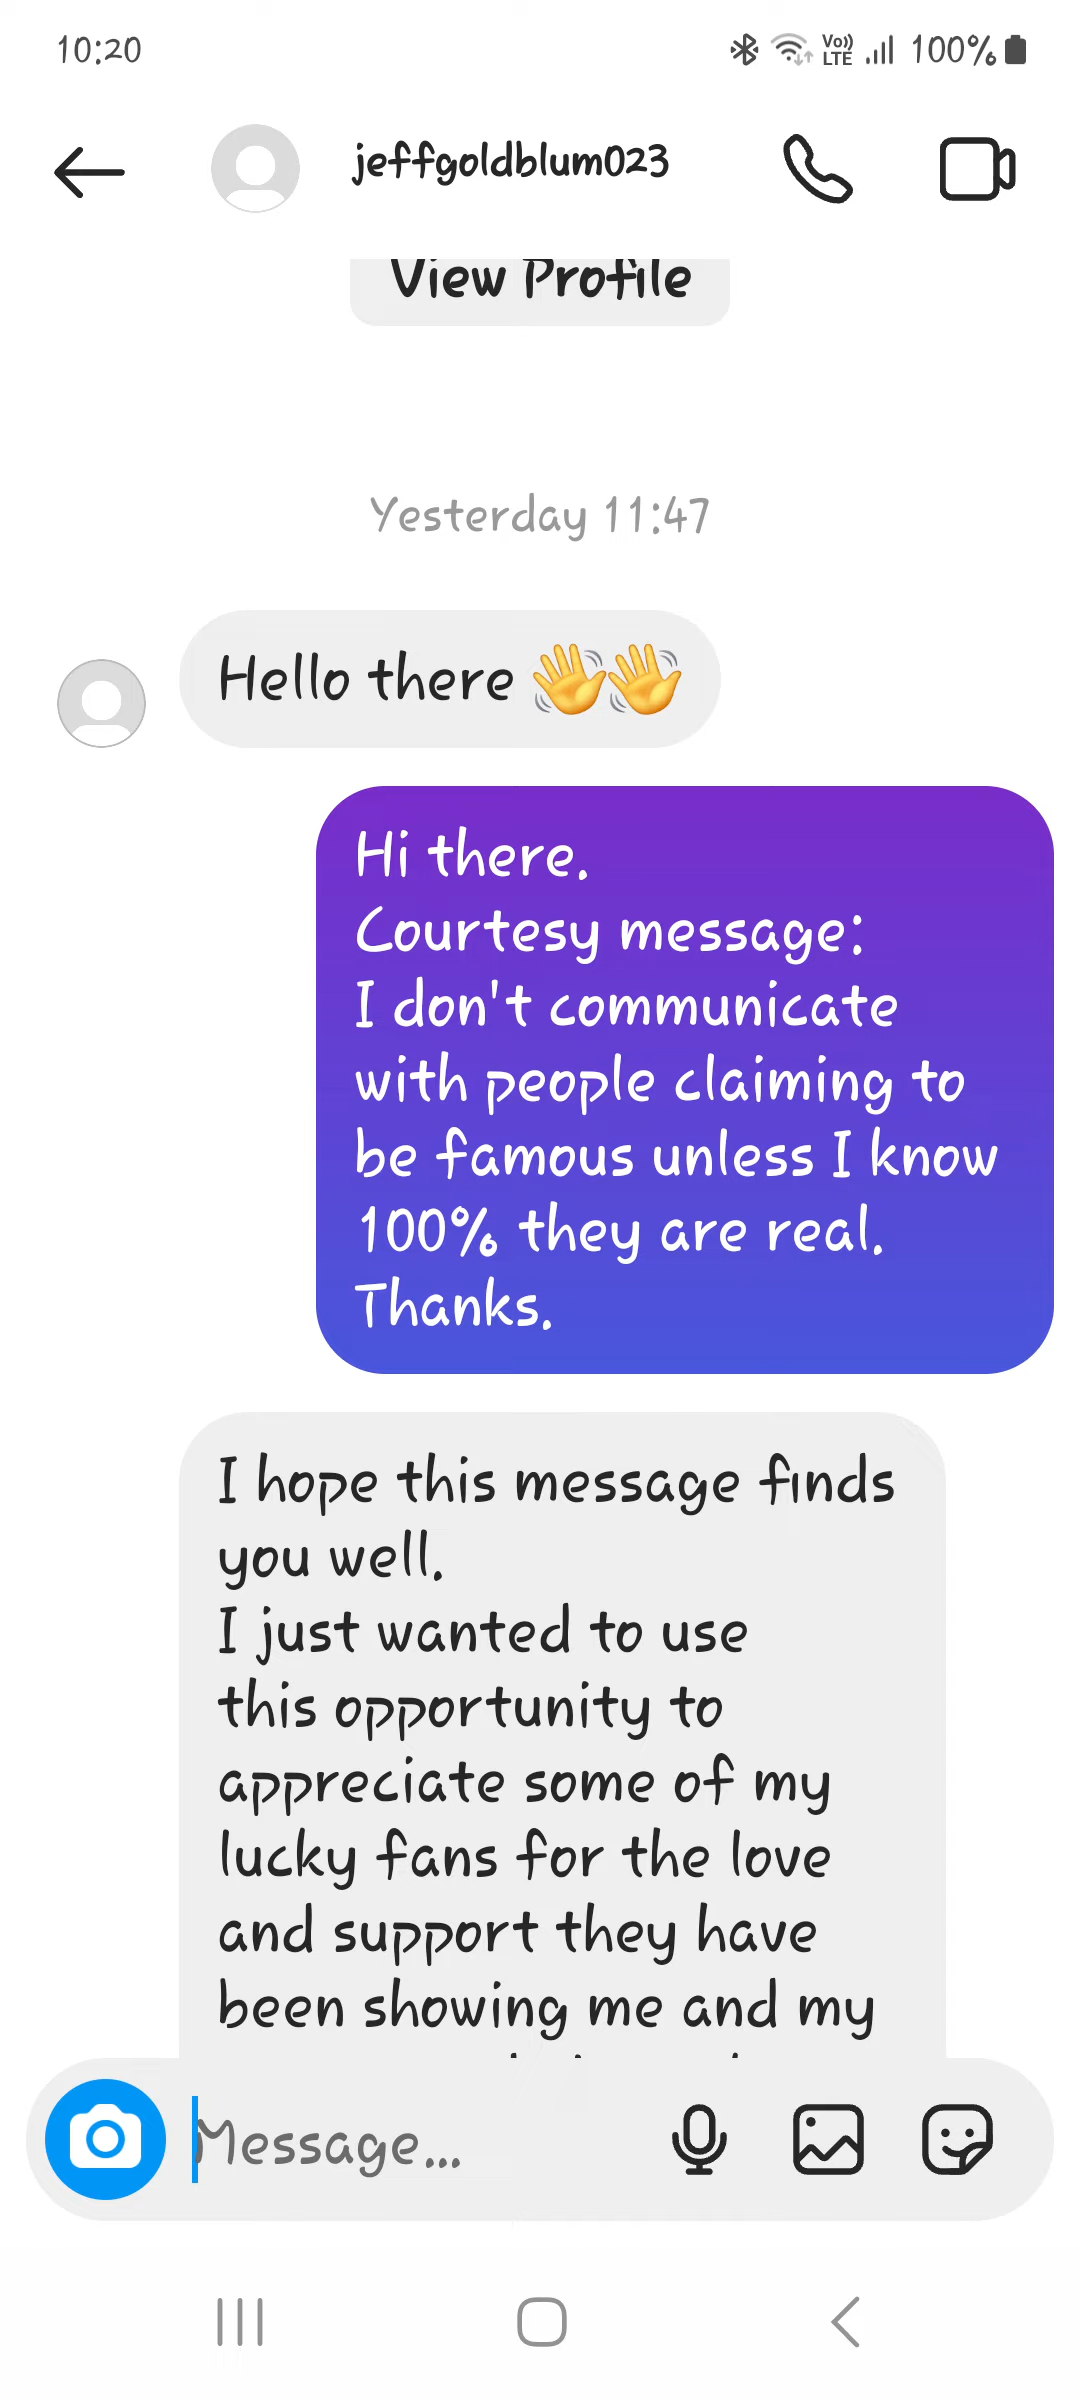 10:20 Vo)) LTE 100%
jeffgoldblum023
View Profile
Yesterday 11:47
Hello there 👋👋
Hi there.
Courtesy message:
I don't communicate
with people claiming to
be famous unless I know
100% they are real.
Thanks.
I hope this message finds
you well.
I just wanted to use
this opportunity to
appreciate some of my
lucky fans for the love
and support they have
been showing me and my
Message...